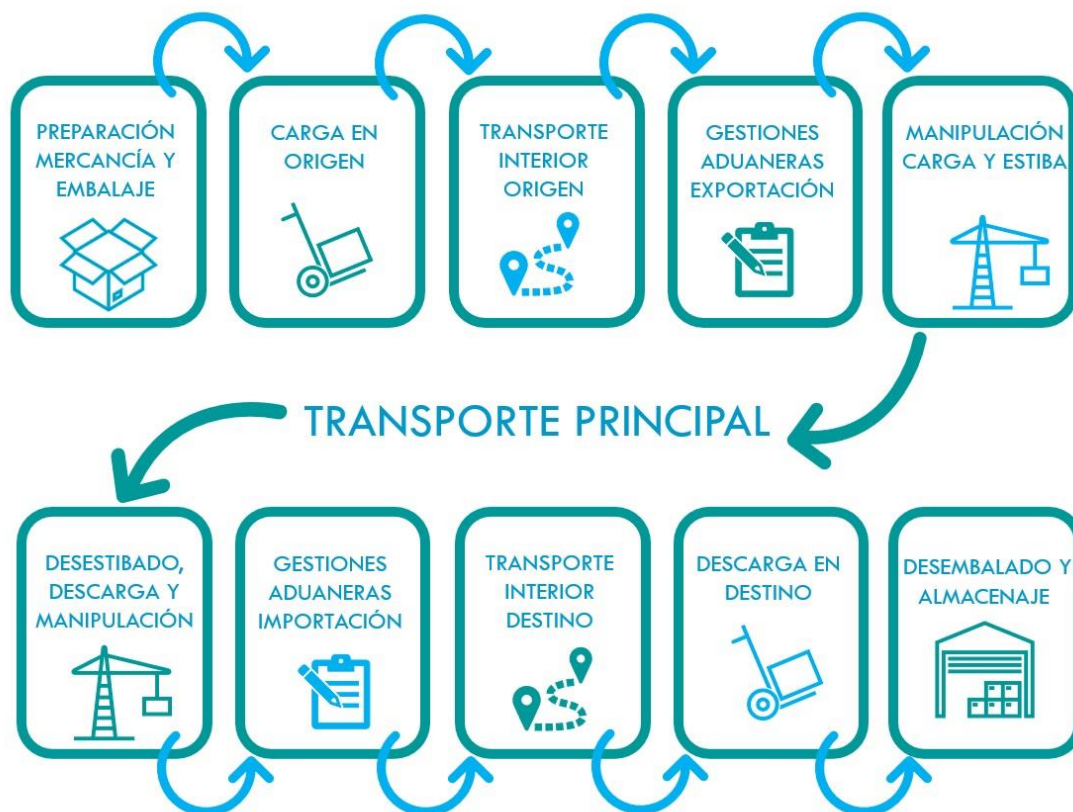 PREPARACIÓN
MERCANCÍA Y
EMBALAJE
CARGA EN
ORIGEN
TRANSPORTE
INTERIOR
ORIGEN
GESTIONES
ADUANERAS
EXPORTACIÓN
MANIPULACIÓN
CARGA Y ESTIBA
TRANSPORTE PRINCIPAL
DESESTIBADO,
DESCARGA Y
MANIPULACIÓN
GESTIONES
ADUANERAS
IMPORTACIÓN
TRANSPORTE
INTERIOR
DESTINO
DESCARGA EN
DESTINO
DESEMBALADO Y
ALMACENAJE